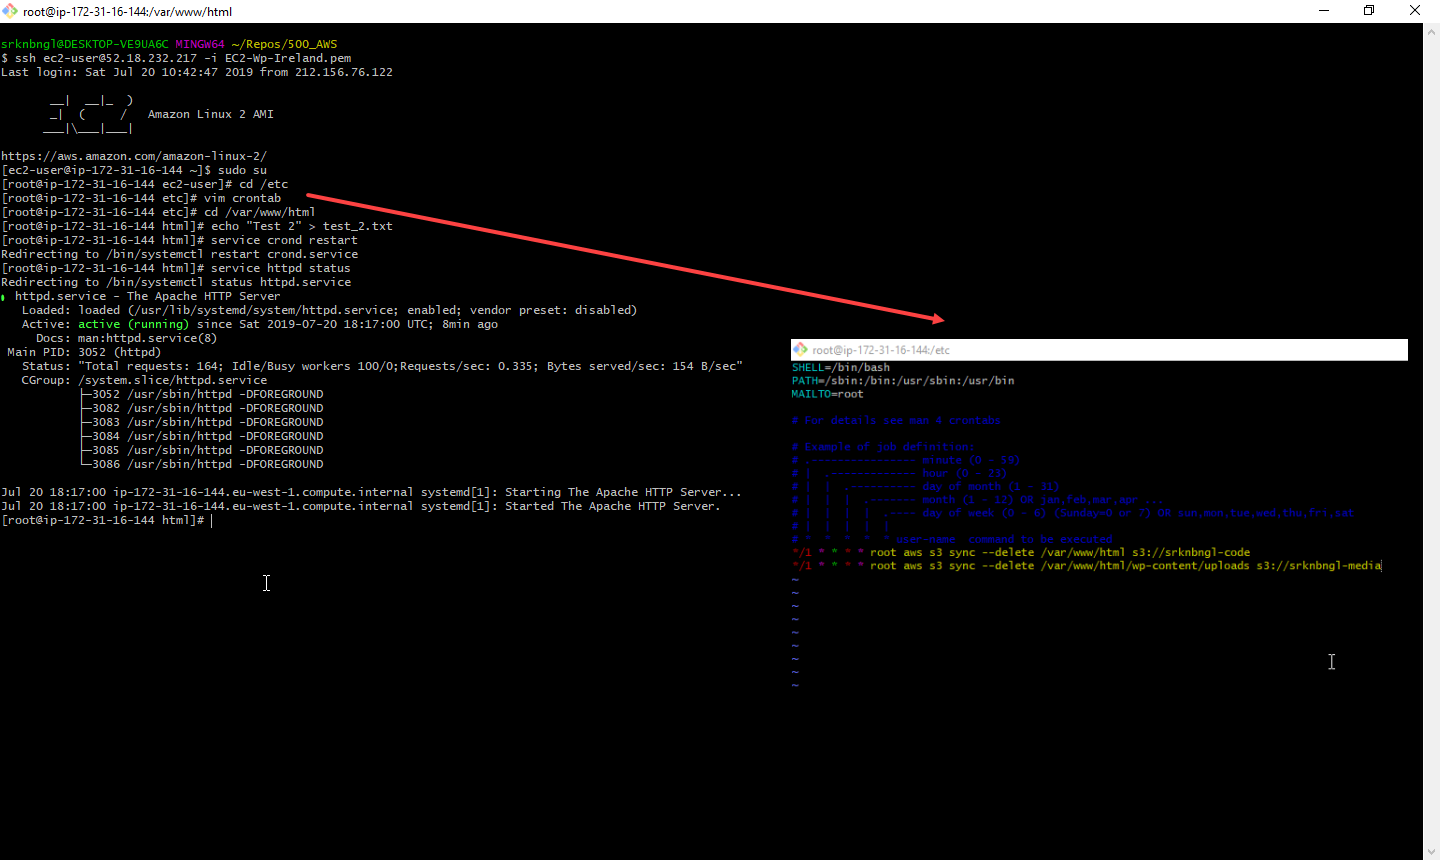 root@ip-172-31-16-144:/var/www/html
srknbngl@DESKTOP-VE9UA6C MINGW64 ~/Repos/500_AWS
$ ssh ec2-user@52.18.232.217 -i EC2-Wp-Ireland.pem
Last login: Sat Jul 20 10:42:47 2019 from 212.156.76.122
       __|  __|_  )
       _|  (     /   Amazon Linux 2 AMI
      ___|\___|___|
https://aws.amazon.com/amazon-linux-2/
[ec2-user@ip-172-31-16-144 ~]$ sudo su
[root@ip-172-31-16-144 ec2-user]# cd /etc
[root@ip-172-31-16-144 etc]# vim crontab
[root@ip-172-31-16-144 etc]# cd /var/www/html
[root@ip-172-31-16-144 html]# echo "Test 2" > test_2.txt
[root@ip-172-31-16-144 html]# service crond restart
Redirecting to /bin/systemctl restart crond.service
[root@ip-172-31-16-144 html]# service httpd status
Redirecting to /bin/systemctl status httpd.service
httpd.service - The Apache HTTP Server
   Loaded: loaded (/usr/lib/systemd/system/httpd.service; enabled; vendor preset: disabled)
   Active: active (running) since Sat 2019-07-20 18:17:00 UTC; 8min ago
     Docs: man:httpd.service(8)
 Main PID: 3052 (httpd)
   Status: "Total requests: 164; Idle/Busy workers 100/0;Requests/sec: 0.335; Bytes served/sec: 154 B/sec"
   CGroup: /system.slice/httpd.service
           ├─3052 /usr/sbin/httpd -DFOREGROUND
           ├─3082 /usr/sbin/httpd -DFOREGROUND
           ├─3083 /usr/sbin/httpd -DFOREGROUND
           ├─3084 /usr/sbin/httpd -DFOREGROUND
           ├─3085 /usr/sbin/httpd -DFOREGROUND
           └─3086 /usr/sbin/httpd -DFOREGROUND
Jul 20 18:17:00 ip-172-31-16-144.eu-west-1.compute.internal systemd[1]: Starting The Apache HTTP Server...
Jul 20 18:17:00 ip-172-31-16-144.eu-west-1.compute.internal systemd[1]: Started The Apache HTTP Server.
[root@ip-172-31-16-144 html]#
root@ip-172-31-16-144:/etc
SHELL=/bin/bash
PATH=/sbin:/bin:/usr/sbin:/usr/bin
MAILTO=root
# For details see man 4 crontabs
# Example of job definition:
# .---------------- minute (0 - 59)
# |  .------------- hour (0 - 23)
# |  |  .---------- day of month (1 - 31)
# |  |  |  .------- month (1 - 12) OR jan,feb,mar,apr ...
# |  |  |  |  .---- day of week (0 - 6) (Sunday=0 or 7) OR sun,mon,tue,wed,thu,fri,sat
# |  |  |  |  |
# *  *  *  *  * user-name  command to be executed
*/1 * * * * root aws s3 sync --delete /var/www/html s3://srknbngl-code
*/1 * * * * root aws s3 sync --delete /var/www/html/wp-content/uploads s3://srknbngl-media
~
~
~
~
~
~
~
~
~